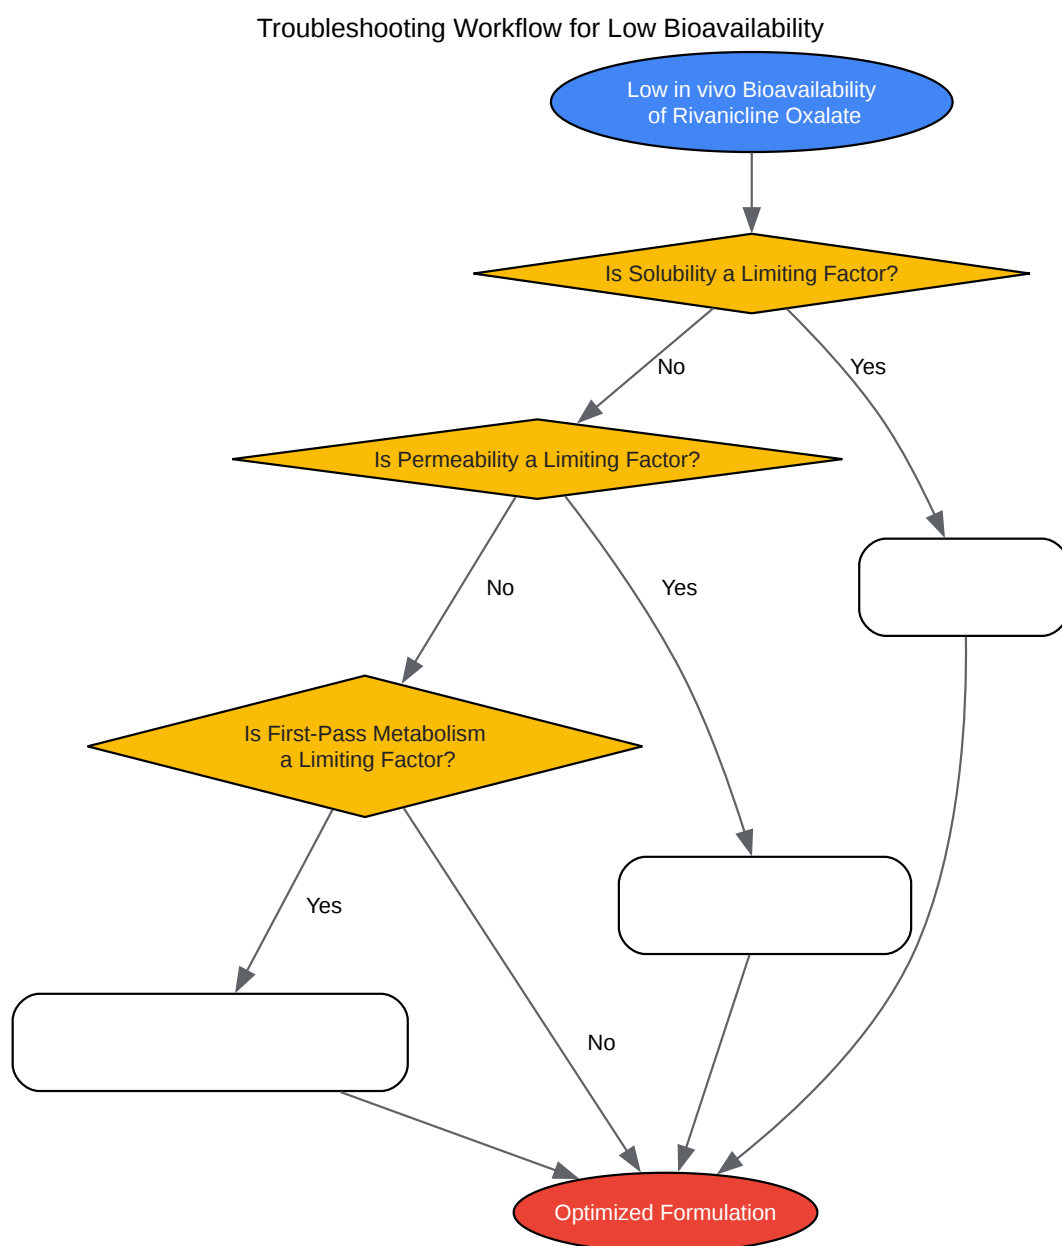 Troubleshooting Workflow for Low Bioavailability
Low in vivo Bioavailability
of Rivanicline Oxalate
Is Solubility a Limiting Factor?
No
Yes
Is Permeability a Limiting Factor?
No
Yes
Is First-Pass Metabolism
a Limiting Factor?
Yes
No
Optimized Formulation